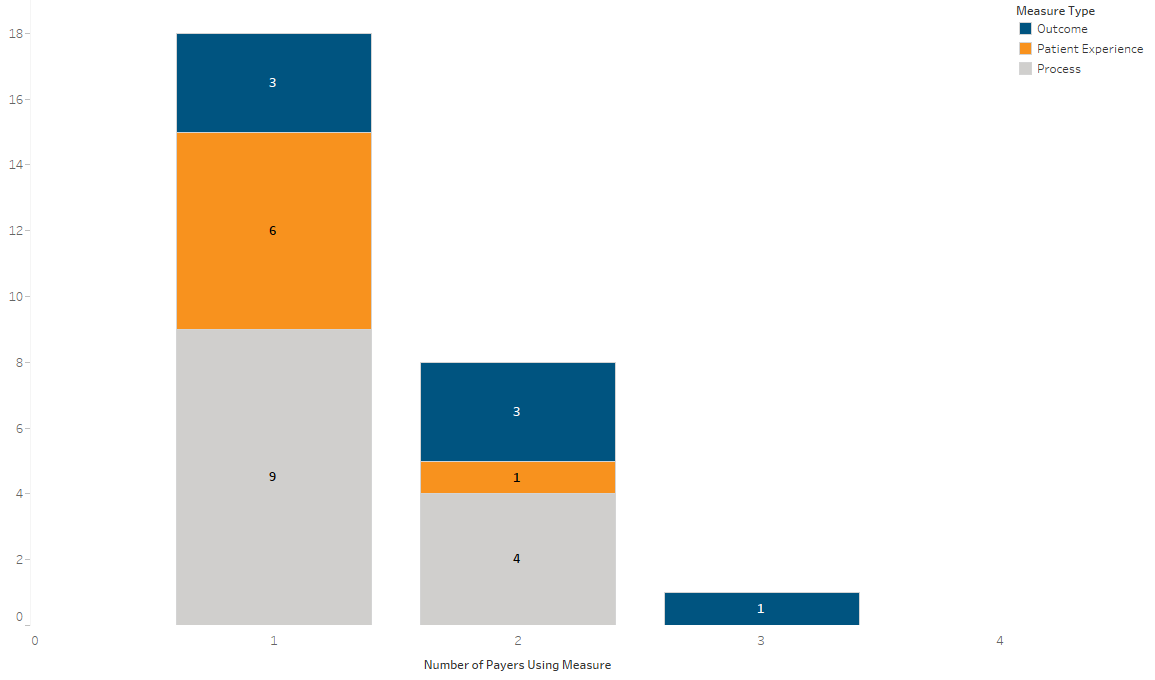 Measure Type
Outcome
Patient Experience
Process
18
16
14
12
10
8
6
4
2
0
3
6
9
3
1
4
1
0 1 2 3 4
Number of Payers Using Measure